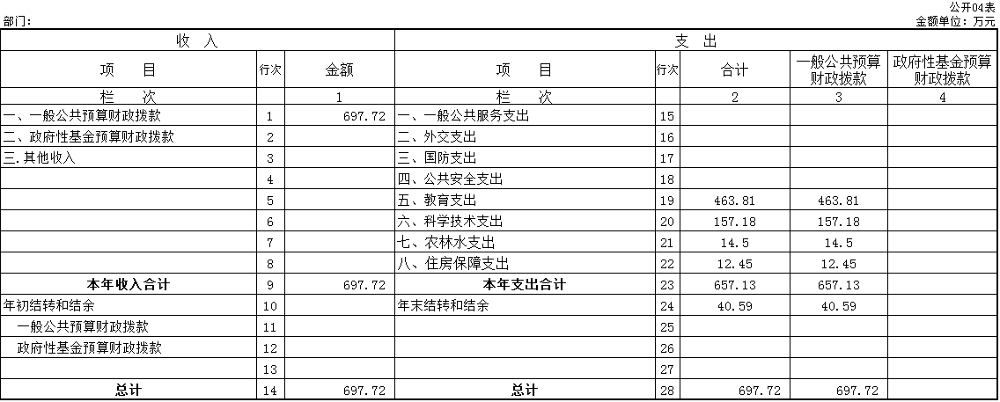 公开04表
部门： 金额单位：万元
收 入 支 出
项 目 行次 金额 项 目 行次 合计 一般公共预算财政拨款 政府性基金预算财政拨款
栏 次 1 栏 次 2 3 4
一、一般公共预算财政拨款 1 697.72 一、一般公共服务支出 15
二、政府性基金预算财政拨款 2 二、外交支出 16
三.其他收入 3 三、国防支出 17
4 四、公共安全支出 18
5 五、教育支出 19 463.81 463.81
6 六、科学技术支出 20 157.18 157.18
7 七、农林水支出 21 14.5 14.5
8 八、住房保障支出 22 12.45 12.45
本年收入合计 9 697.72 本年支出合计 23 657.13 657.13
年初结转和结余 10 年末结转和结余 24 40.59 40.59
一般公共预算财政拨款 11 25
政府性基金预算财政拨款 12 26
13 27
总计 14 697.72 总计 28 697.72 697.72